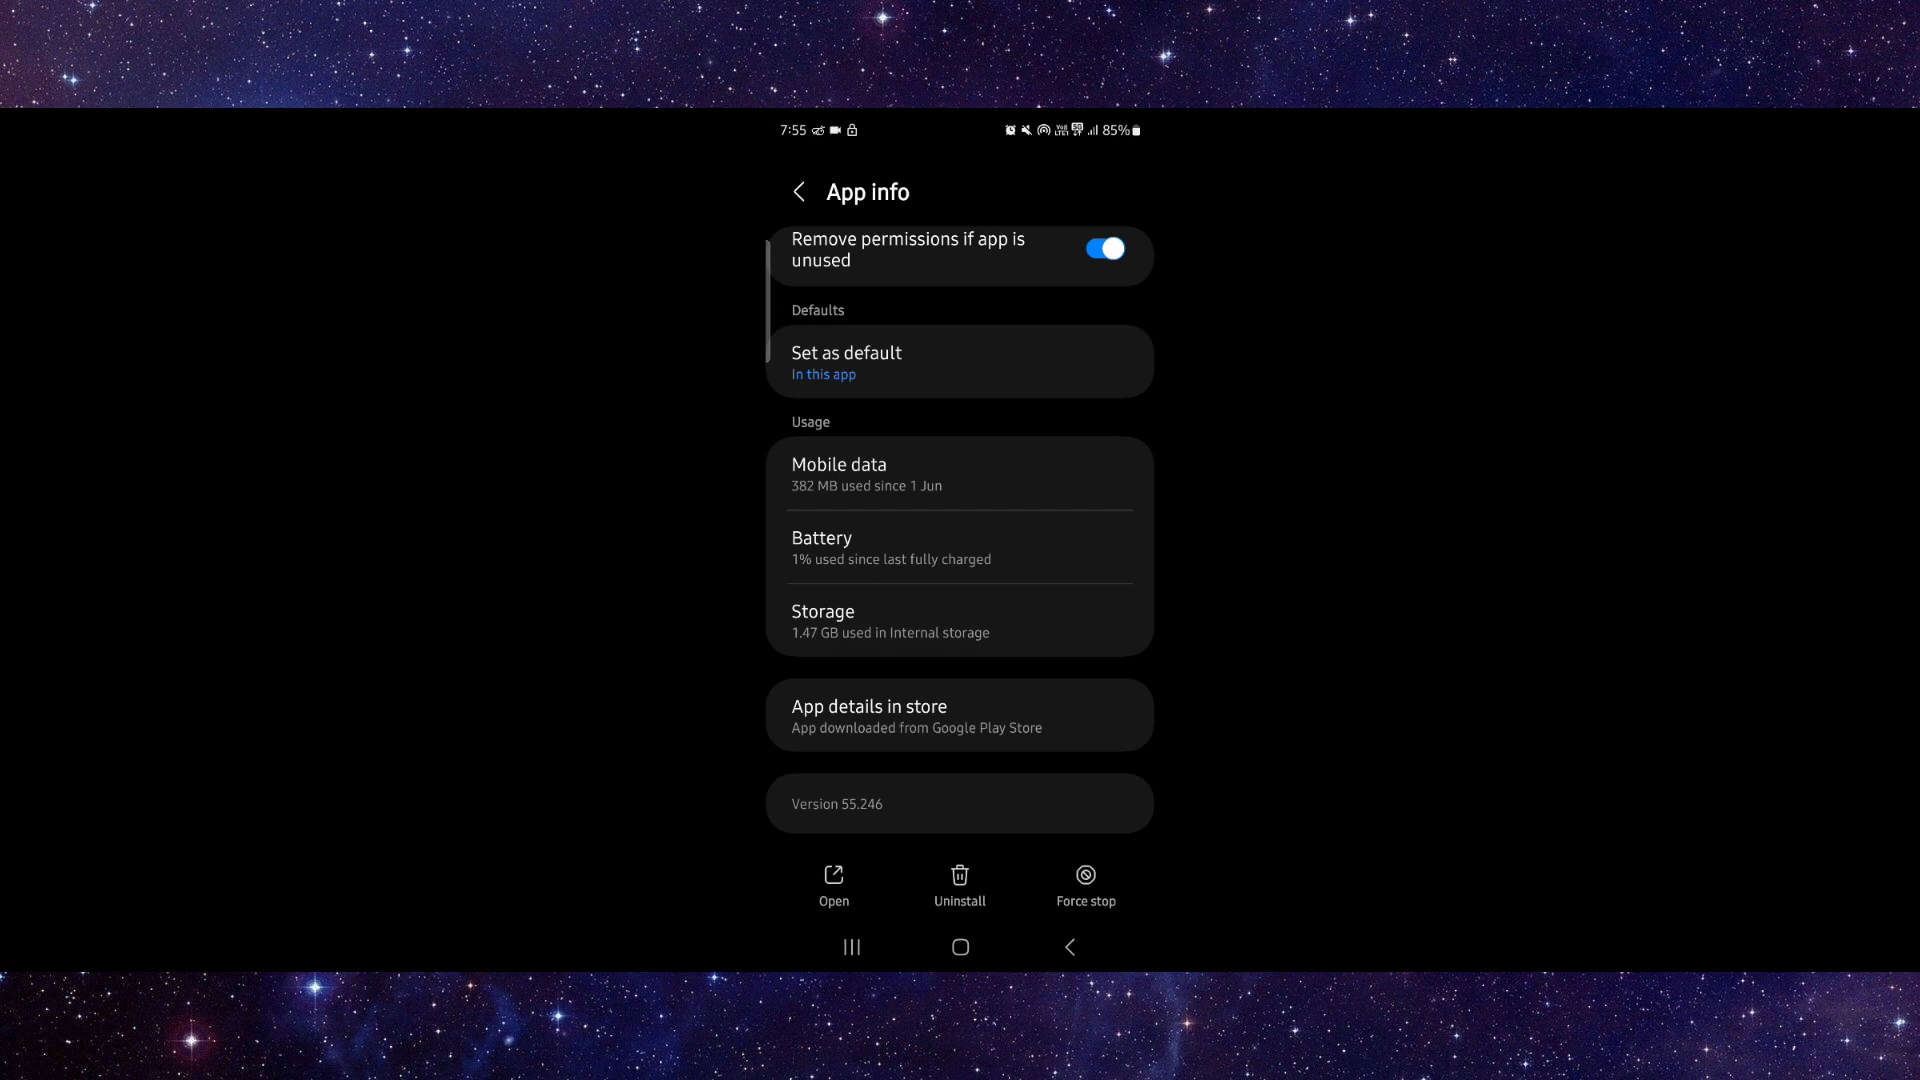 7:55 85%
App info
Remove permissions if app is
unused
Defaults
Set as default
In this app
Usage
Mobile data
382 MB used since 1 Jun
Battery
1% used since last fully charged
Storage
1.47 GB used in Internal storage
App details in store
App downloaded from Google Play Store
Version 55.246
Open Uninstall Force stop